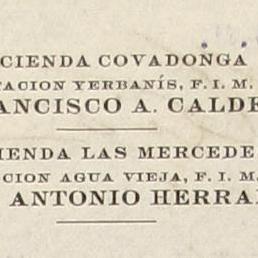 CIENDA COVADONGA
TACION YERBANÍS, F. I. M.
ANCISCO A. CALDE
IENDA LAS MERCEDE
CION AGUA VIEJA, F. I. M.
ANTONIO HERRA